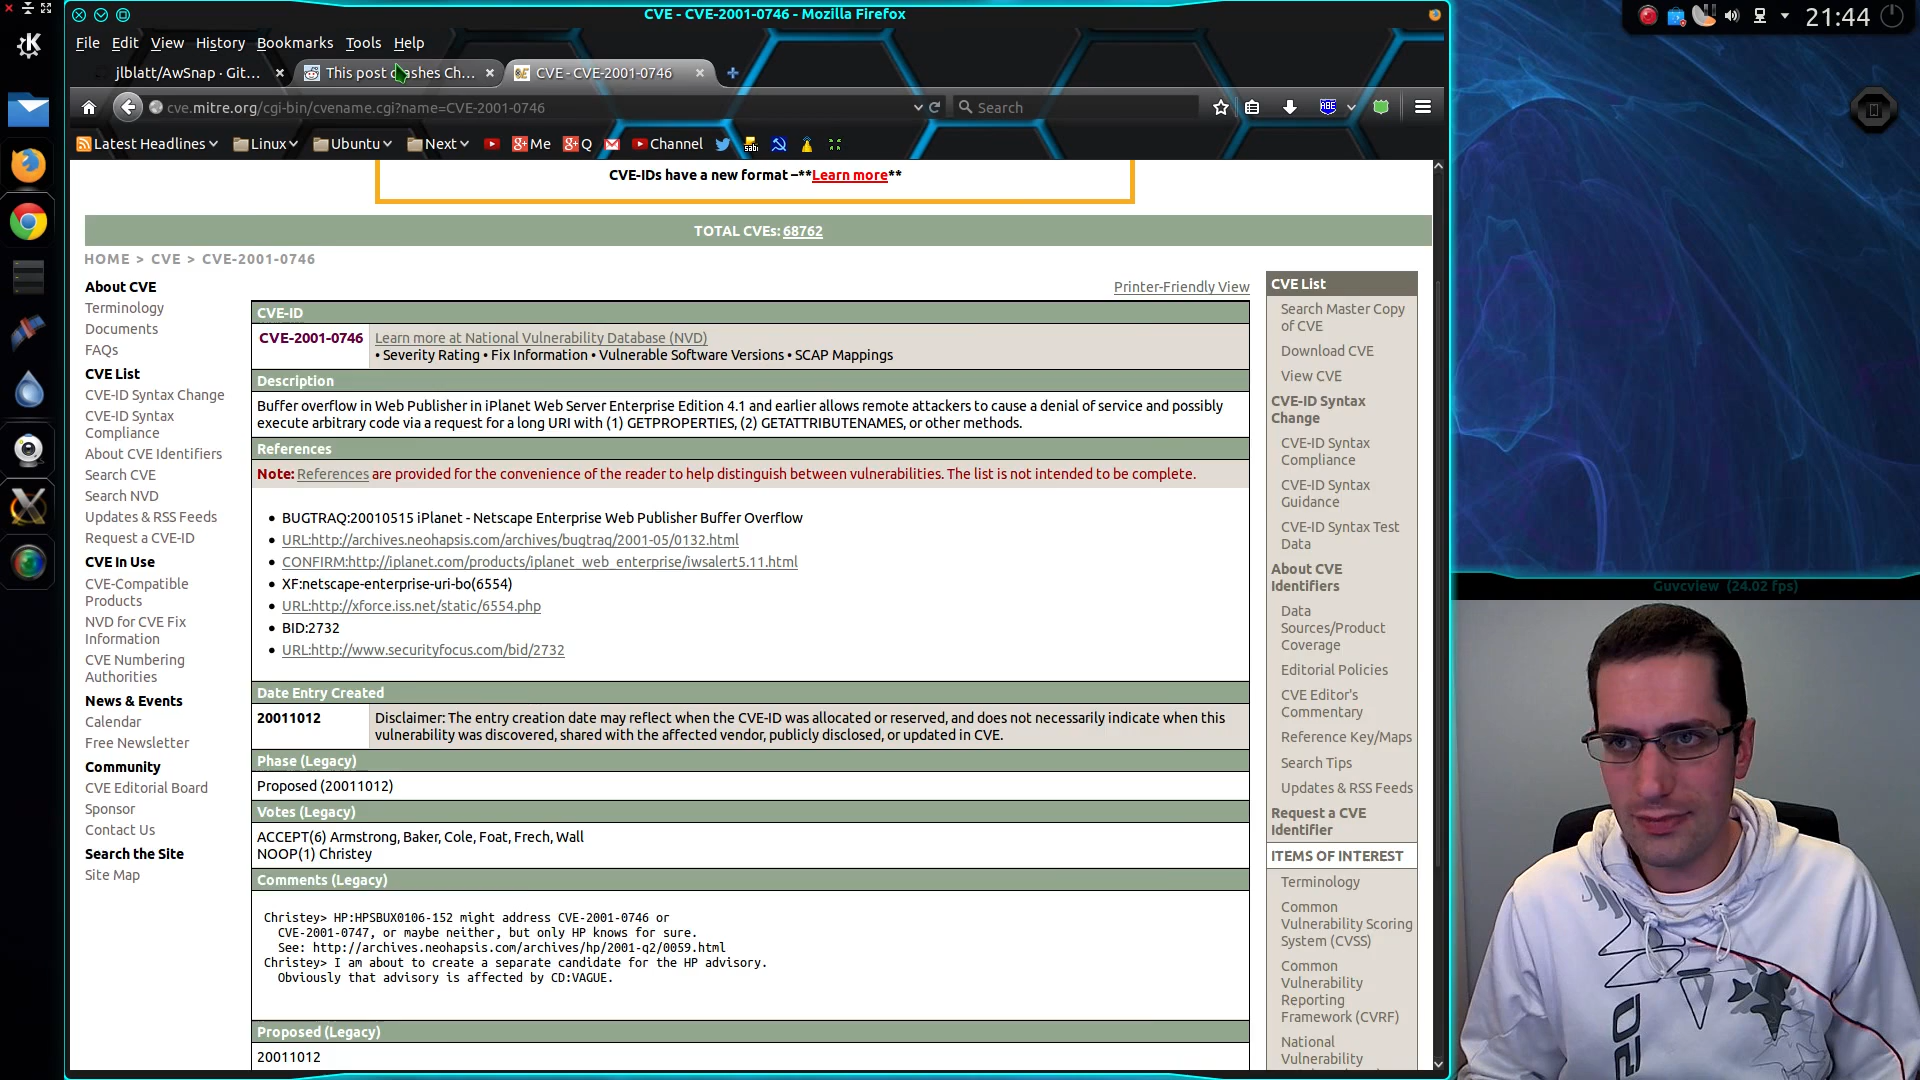 CVE - CVE-2001-0746 - Mozilla Firefox
21:44
File Edit View History Bookmarks Tools Help
jlblatt/AwSnap · Git...
This post crashes Ch...
CVE - CVE-2001-0746
cve.mitre.org/cgi-bin/cvename.cgi?name=CVE-2001-0746
Search
ABE
Latest Headlines Linux Ubuntu Next Me Q Channel
CVE-IDs have a new format –**Learn more**
TOTAL CVEs: 68762
HOME > CVE > CVE-2001-0746
About CVE
Terminology
Documents
FAQs
CVE List
CVE-ID Syntax Change
CVE-ID Syntax
Compliance
About CVE Identifiers
Search CVE
Search NVD
Updates & RSS Feeds
Request a CVE-ID
CVE In Use
CVE-Compatible
Products
NVD for CVE Fix
Information
CVE Numbering
Authorities
News & Events
Calendar
Free Newsletter
Community
CVE Editorial Board
Sponsor
Contact Us
Search the Site
Site Map
Printer-Friendly View
CVE-ID
CVE-2001-0746
Learn more at National Vulnerability Database (NVD)
• Severity Rating • Fix Information • Vulnerable Software Versions • SCAP Mappings
Description
Buffer overflow in Web Publisher in iPlanet Web Server Enterprise Edition 4.1 and earlier allows remote attackers to cause a denial of service and possibly
execute arbitrary code via a request for a long URI with (1) GETPROPERTIES, (2) GETATTRIBUTENAMES, or other methods.
References
Note: References are provided for the convenience of the reader to help distinguish between vulnerabilities. The list is not intended to be complete.
• BUGTRAQ:20010515 iPlanet - Netscape Enterprise Web Publisher Buffer Overflow
• URL:http://archives.neohapsis.com/archives/bugtraq/2001-05/0132.html
• CONFIRM:http://iplanet.com/products/iplanet_web_enterprise/iwsalert5.11.html
• XF:netscape-enterprise-uri-bo(6554)
• URL:http://xforce.iss.net/static/6554.php
• BID:2732
• URL:http://www.securityfocus.com/bid/2732
Date Entry Created
20011012
Disclaimer: The entry creation date may reflect when the CVE-ID was allocated or reserved, and does not necessarily indicate when this
vulnerability was discovered, shared with the affected vendor, publicly disclosed, or updated in CVE.
Phase (Legacy)
Proposed (20011012)
Votes (Legacy)
ACCEPT(6) Armstrong, Baker, Cole, Foat, Frech, Wall
NOOP(1) Christey
Comments (Legacy)
Christey> HP:HPSBUX0106-152 might address CVE-2001-0746 or
CVE-2001-0747, or maybe neither, but only HP knows for sure.
See: http://archives.neohapsis.com/archives/hp/2001-q2/0059.html
Christey> I am about to create a separate candidate for the HP advisory.
Obviously that advisory is affected by CD:VAGUE.
Proposed (Legacy)
20011012
CVE List
Search Master Copy
of CVE
Download CVE
View CVE
CVE-ID Syntax
Change
CVE-ID Syntax
Compliance
CVE-ID Syntax
Guidance
CVE-ID Syntax Test
Data
About CVE
Identifiers
Data
Sources/Product
Coverage
Editorial Policies
CVE Editor's
Commentary
Reference Key/Maps
Search Tips
Updates & RSS Feeds
Request a CVE
Identifier
ITEMS OF INTEREST
Terminology
Common
Vulnerability Scoring
System (CVSS)
Common
Vulnerability
Reporting
Framework (CVRF)
National
Vulnerability
Guvcview (24.02 fps)